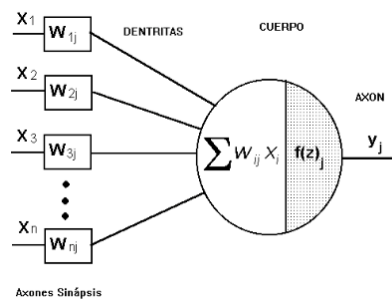 X1 W1j DENTRITAS CUERPO
X2 W2j AXON
X3 W3j ∑ Wij Xi f(z)j yj
Xn Wnj
Axones Sinápsis